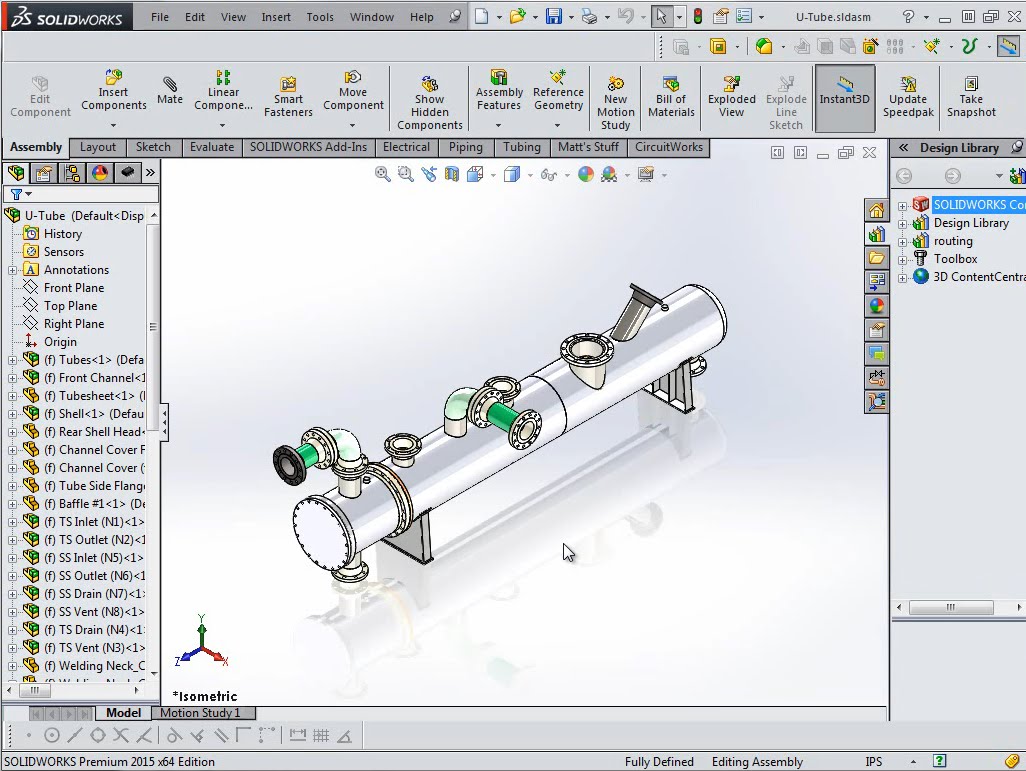 SOLIDWORKS File Edit View Insert Tools Window Help U-Tube.sldasm
Edit Component
Insert Components
Mate
Linear Compone...
Smart Fasteners
Move Component
Show Hidden Components
Assembly Features
Reference Geometry
New Motion Study
Bill of Materials
Exploded View
Explode Line Sketch
Instant3D
Update Speedpak
Take Snapshot
Assembly Layout Sketch Evaluate SOLIDWORKS Add-Ins Electrical Piping Tubing Matt's Stuff CircuitWorks
Design Library
SOLIDWORKS Co
Design Library
routing
Toolbox
3D ContentCentra
U-Tube (Default<Disp
History
Sensors
Annotations
Front Plane
Top Plane
Right Plane
Origin
(f) Tubes<1> (Defa
(f) Front Channel<1
(f) Tubesheet<1> (
(f) Shell<1> (Defau
(f) Rear Shell Head<
(f) Channel Cover F
(f) Channel Cover (
(f) Tube Side Flange
(f) Baffle #1<1> (De
(f) TS Inlet (N1)<1>
(f) TS Outlet (N2)<1
(f) SS Inlet (N5)<1>
(f) SS Outlet (N6)<1
(f) SS Drain (N7)<1>
(f) SS Vent (N8)<1>
(f) TS Drain (N4)<1
(f) TS Vent (N3)<1>
(f) Welding Neck_C
Y
Z
X
*Isometric
Model Motion Study 1
SOLIDWORKS Premium 2015 x64 Edition Fully Defined Editing Assembly IPS